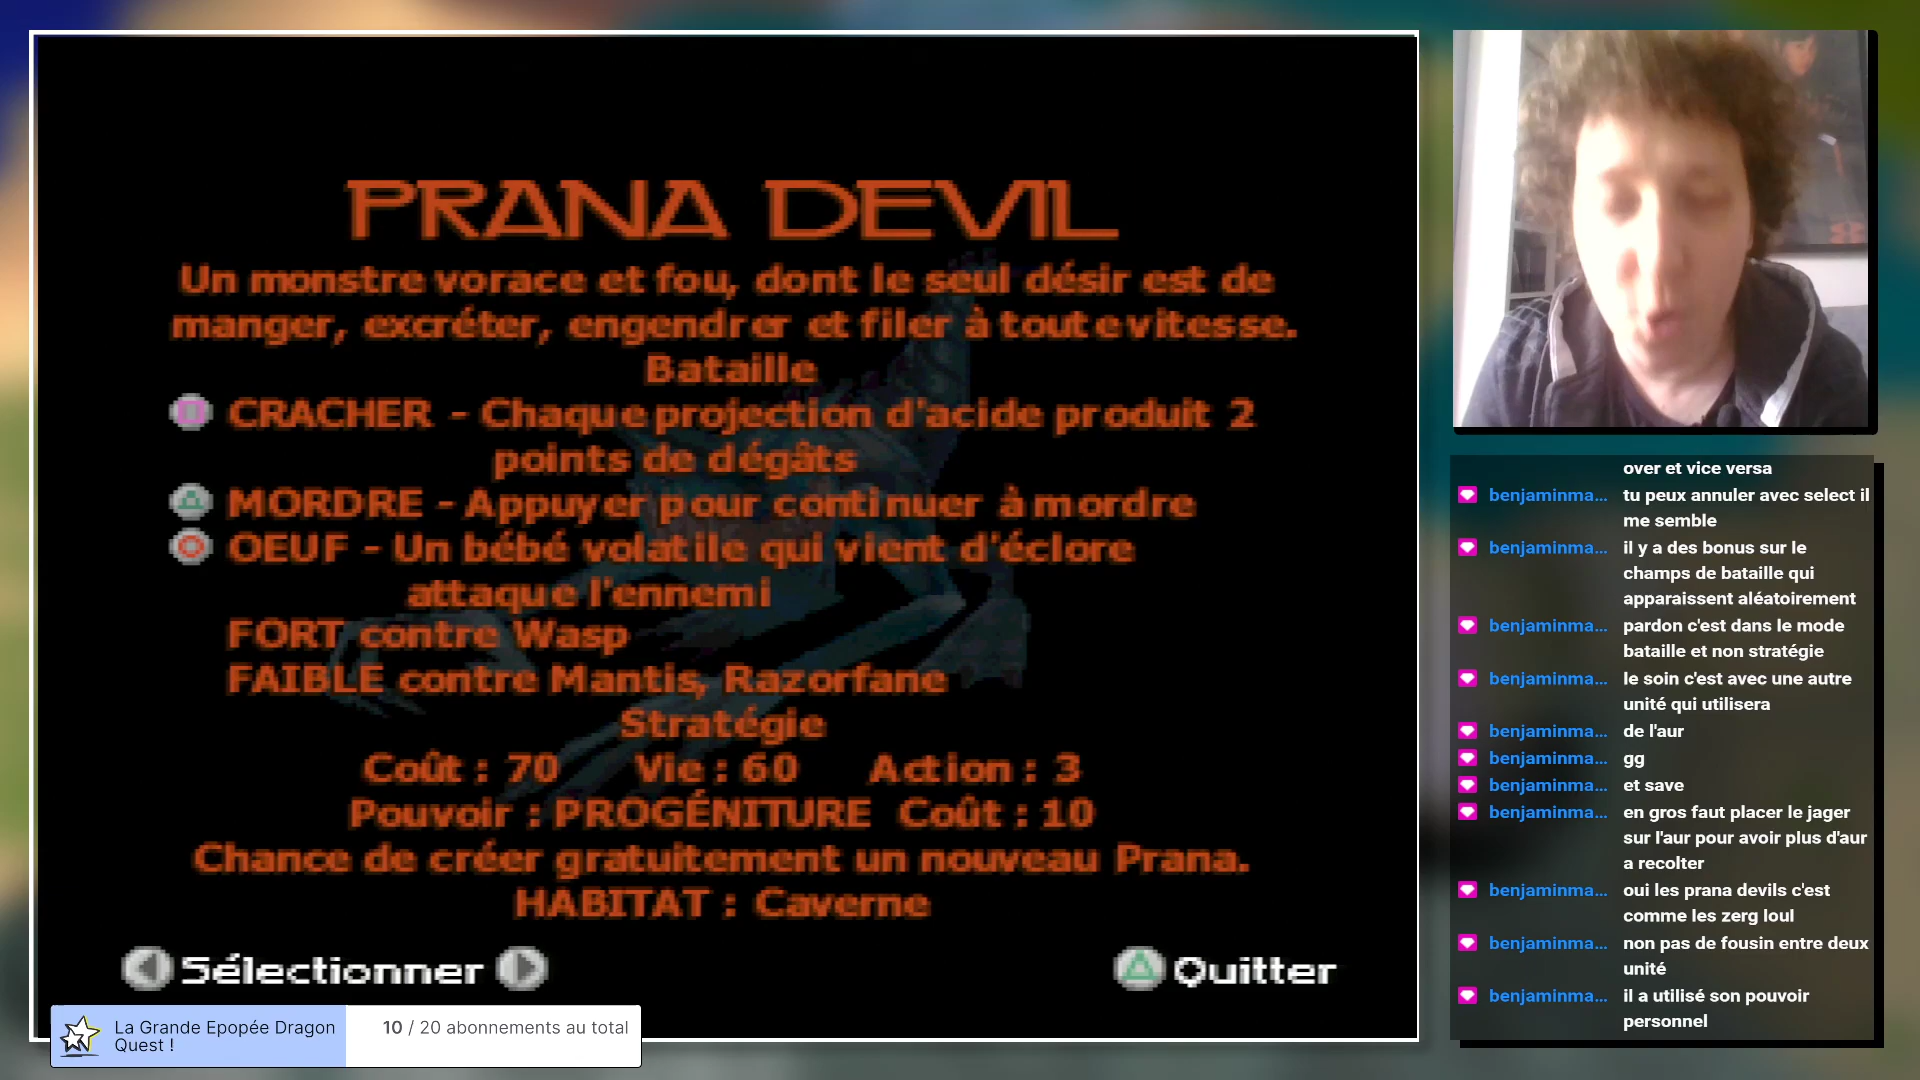 PRANA DEVIL
Un monstre vorace et fou, dont le seul désir est de
manger, excréter, engendrer et filer à toute vitesse.
Bataille
CRACHER - Chaque projection d'acide produit 2
points de dégâts
MORDRE - Appuyer pour continuer à mordre
OEUF - Un bébé volatile qui vient d'éclore
attaque l'ennemi
FORT contre Wasp
FAIBLE contre Mantis, Razorfane
Stratégie
Coût : 70 Vie : 60 Action : 3
Pouvoir : PROGÉNITURE Coût : 10
Chance de créer gratuitement un nouveau Prana.
HABITAT : Caverne
Sélectionner Quitter
La Grande Epopée Dragon
Quest !
10 / 20 abonnements au total
over et vice versa
benjaminma... tu peux annuler avec select il
me semble
benjaminma... il y a des bonus sur le
champs de bataille qui
apparaissent aléatoirement
benjaminma... pardon c'est dans le mode
bataille et non stratégie
benjaminma... le soin c'est avec une autre
unité qui utilisera
benjaminma... de l'aur
benjaminma... gg
benjaminma... et save
benjaminma... en gros faut placer le jager
sur l'aur pour avoir plus d'aur
a recolter
benjaminma... oui les prana devils c'est
comme les zerg loul
benjaminma... non pas de fousin entre deux
unité
benjaminma... il a utilisé son pouvoir
personnel